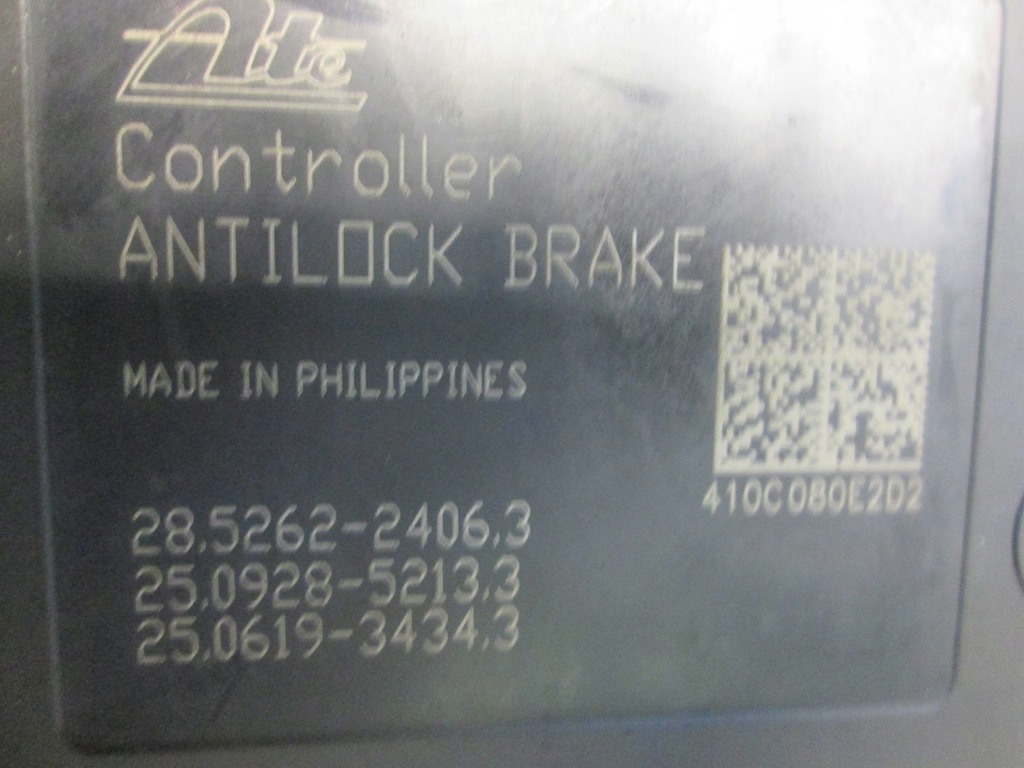 Ate
Controller
ANTILOCK BRAKE
MADE IN PHILIPPINES
410C080E2D2
28.5262-2406.3
25.0928-5213.3
25.0619-3434.3